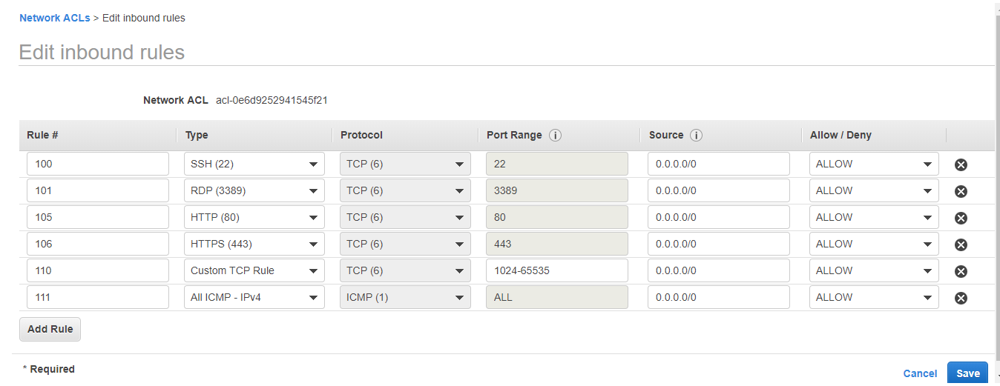 Network ACLs > Edit inbound rules
Edit inbound rules
Network ACL acl-0e6d9252941545f21
Rule # Type Protocol Port Range i Source i Allow / Deny
100 SSH (22) TCP (6) 22 0.0.0.0/0 ALLOW
101 RDP (3389) TCP (6) 3389 0.0.0.0/0 ALLOW
105 HTTP (80) TCP (6) 80 0.0.0.0/0 ALLOW
106 HTTPS (443) TCP (6) 443 0.0.0.0/0 ALLOW
110 Custom TCP Rule TCP (6) 1024-65535 0.0.0.0/0 ALLOW
111 All ICMP - IPv4 ICMP (1) ALL 0.0.0.0/0 ALLOW
Add Rule
* Required
Cancel Save